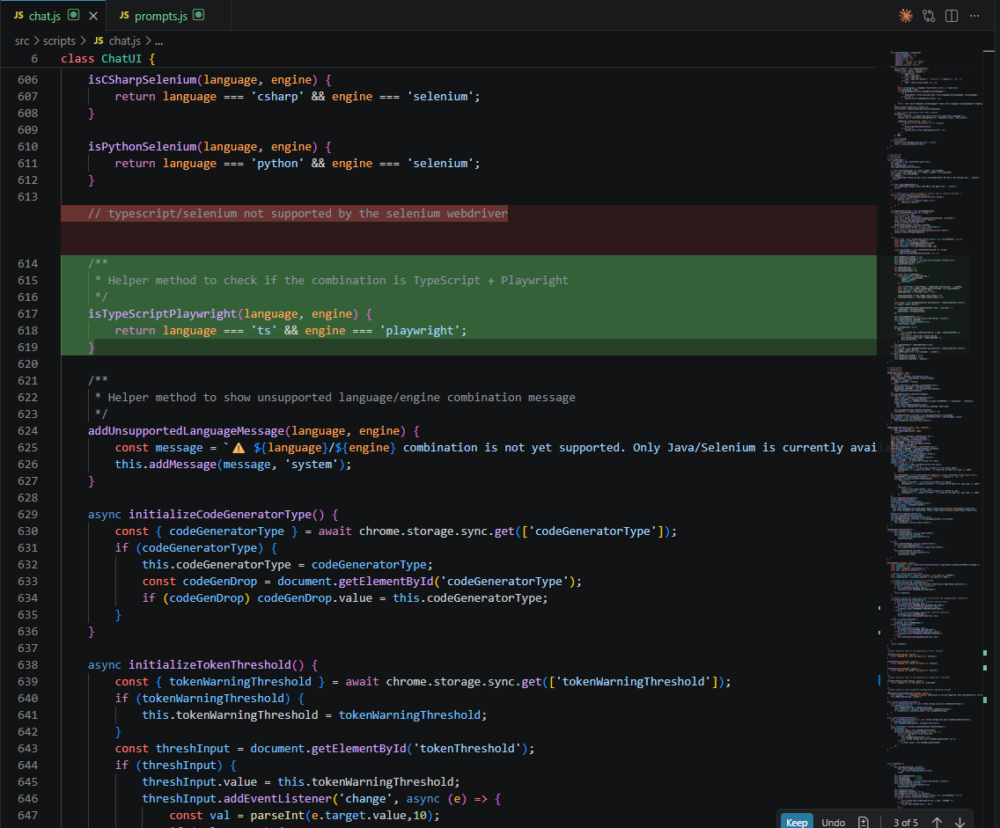 JS chat.js
JS prompts.js
src > scripts > JS chat.js > ...
6 class ChatUI {
606 isCSharpSelenium(language, engine) {
607 return language === 'csharp' && engine === 'selenium';
608 }
609
610 isPythonSelenium(language, engine) {
611 return language === 'python' && engine === 'selenium';
612 }
613
// typescript/selenium not supported by the selenium webdriver
614 /**
615 * Helper method to check if the combination is TypeScript + Playwright
616 */
617 isTypeScriptPlaywright(language, engine) {
618 return language === 'ts' && engine === 'playwright';
619 }
620
621 /**
622 * Helper method to show unsupported language/engine combination message
623 */
624 addUnsupportedLanguageMessage(language, engine) {
625 const message = `⚠️ ${language}/${engine} combination is not yet supported. Only Java/Selenium is currently avai
626 this.addMessage(message, 'system');
627 }
628
629 async initializeCodeGeneratorType() {
630 const { codeGeneratorType } = await chrome.storage.sync.get(['codeGeneratorType']);
631 if (codeGeneratorType) {
632 this.codeGeneratorType = codeGeneratorType;
633 const codeGenDrop = document.getElementById('codeGeneratorType');
634 if (codeGenDrop) codeGenDrop.value = this.codeGeneratorType;
635 }
636 }
637
638 async initializeTokenThreshold() {
639 const { tokenWarningThreshold } = await chrome.storage.sync.get(['tokenWarningThreshold']);
640 if (tokenWarningThreshold) {
641 this.tokenWarningThreshold = tokenWarningThreshold;
642 }
643 const threshInput = document.getElementById('tokenThreshold');
644 if (threshInput) {
645 threshInput.value = this.tokenWarningThreshold;
646 threshInput.addEventListener('change', async (e) => {
647 const val = parseInt(e.target.value,10);
Keep Undo 3 of 5